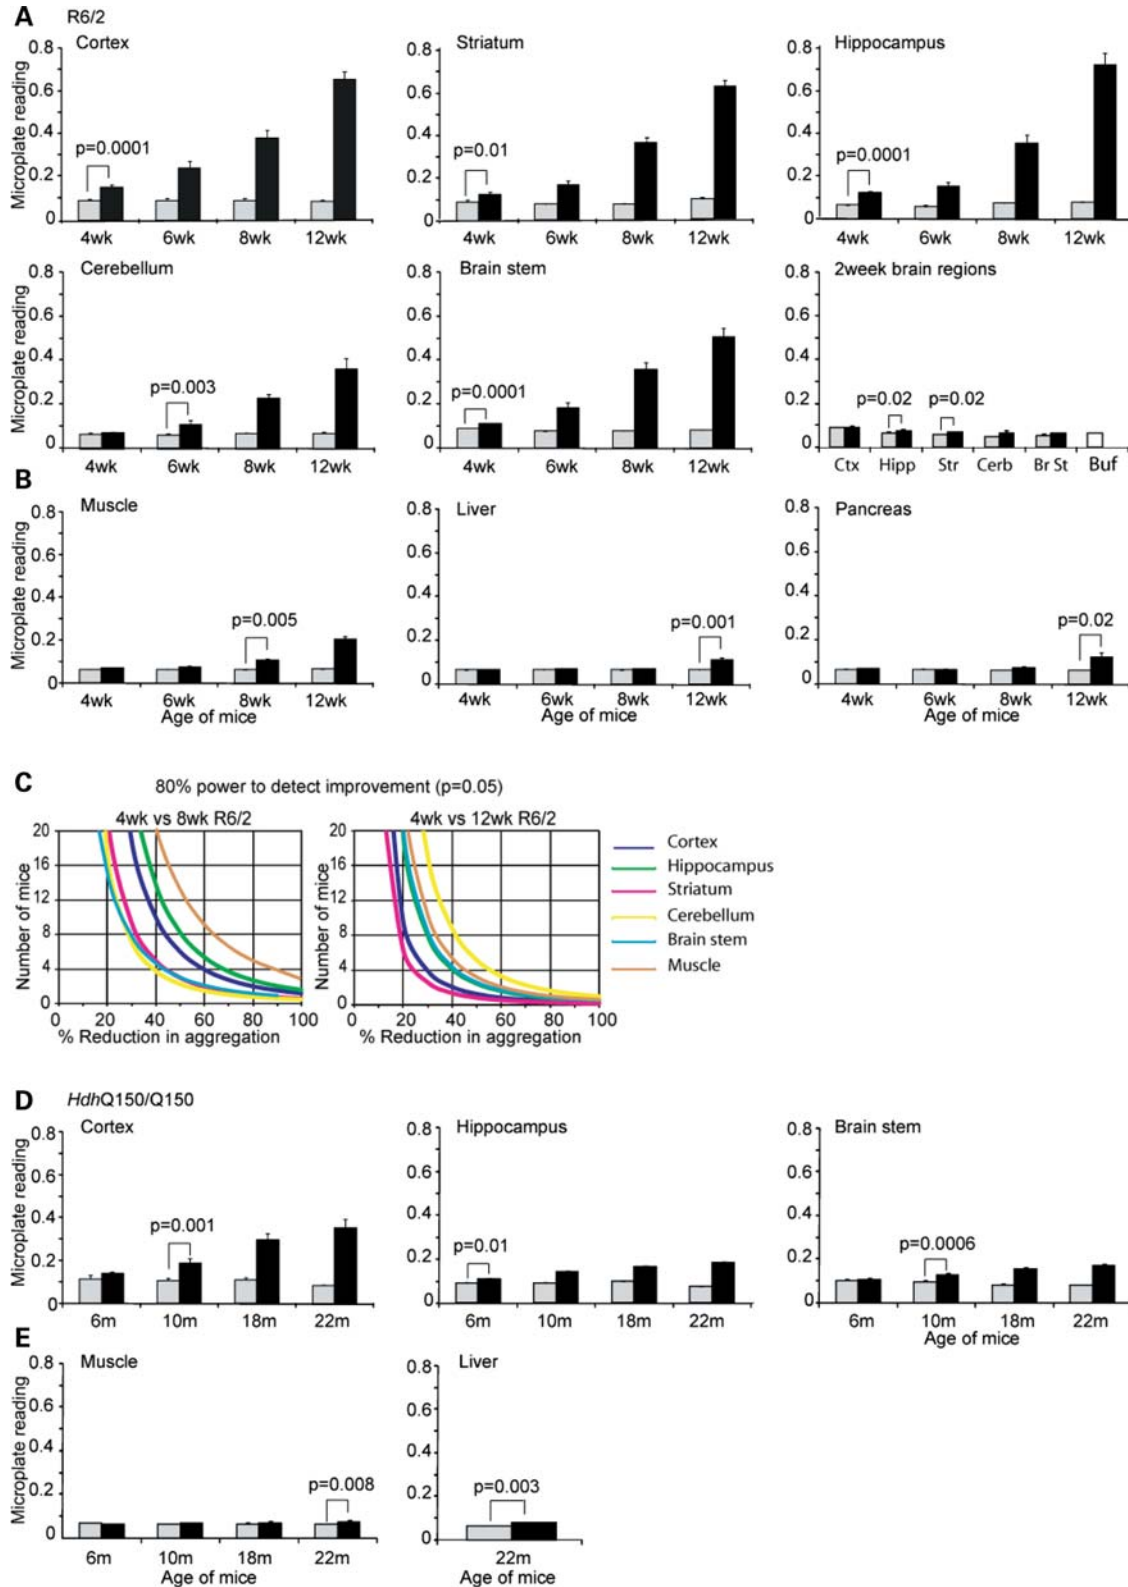 A R6/2
Cortex Striatum Hippocampus
Microplate reading
0.8 0.6 0.4 0.2 0
p=0.0001
4wk 6wk 8wk 12wk
0.8 0.6 0.4 0.2 0
p=0.01
4wk 6wk 8wk 12wk
0.8 0.6 0.4 0.2 0
p=0.0001
4wk 6wk 8wk 12wk
Cerebellum Brain stem 2week brain regions
0.8 0.6 0.4 0.2 0
p=0.003
4wk 6wk 8wk 12wk
0.8 0.6 0.4 0.2 0
p=0.0001
4wk 6wk 8wk 12wk
0.8 0.6 0.4 0.2 0
p=0.02 p=0.02
Ctx Hipp Str Cerb Br St Buf
B
Muscle Liver Pancreas
Microplate reading
0.8 0.6 0.4 0.2 0
p=0.005
4wk 6wk 8wk 12wk
Age of mice
0.8 0.6 0.4 0.2 0
p=0.001
4wk 6wk 8wk 12wk
Age of mice
0.8 0.6 0.4 0.2 0
p=0.02
4wk 6wk 8wk 12wk
Age of mice
C
80% power to detect improvement (p=0.05)
4wk vs 8wk R6/2
Number of mice
20 16 12 8 4 0
0 20 40 60 80 100
% Reduction in aggregation
4wk vs 12wk R6/2
Number of mice
20 16 12 8 4 0
0 20 40 60 80 100
% Reduction in aggregation
Cortex
Hippocampus
Striatum
Cerebellum
Brain stem
Muscle
D HdhQ150/Q150
Cortex Hippocampus Brain stem
Microplate reading
0.8 0.6 0.4 0.2 0
p=0.001
6m 10m 18m 22m
0.8 0.6 0.4 0.2 0
p=0.01
6m 10m 18m 22m
0.8 0.6 0.4 0.2 0
p=0.0006
6m 10m 18m 22m
Age of mice
E
Muscle Liver
Microplate reading
0.8 0.6 0.4 0.2 0
p=0.008
6m 10m 18m 22m
Age of mice
0.8 0.6 0.4 0.2 0
p=0.003
22m
Age of mice